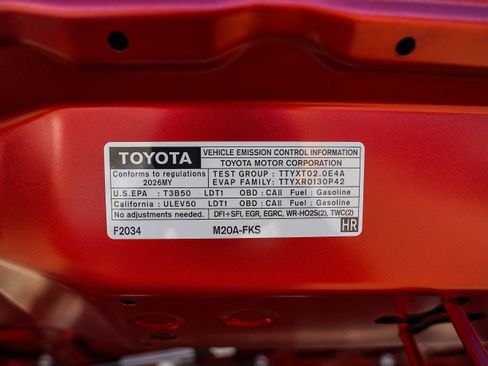 TOYOTA
VEHICLE EMISSION CONTROL INFORMATION
TOYOTA MOTOR CORPORATION
Conforms to regulations
2026MY
TEST GROUP : TTYXT02.0E4A
EVAP FAMILY: TTYXR0130P42
U.S.EPA : T3B50 LDT1 OBD : CAII Fuel : Gasoline
California : ULEV50 LDT1 OBD : CAII Fuel : Gasoline
No adjustments needed. DFI+SFI, EGR, EGRC, WR-HO2S(2), TWC(2)
F2034 M20A-FKS HR